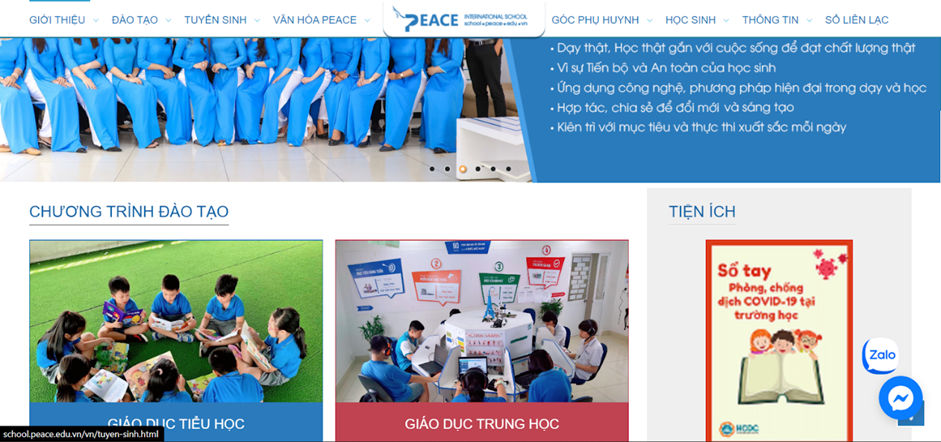 GIỚI THIỆU
ĐÀO TẠO
TUYỂN SINH
VĂN HÓA PEACE
PEACE INTERNATIONAL SCHOOL
school•peace•edu•vn
GÓC PHỤ HUYNH
HỌC SINH
THÔNG TIN
SỔ LIÊN LẠC
• Dạy thật, Học thật gắn với cuộc sống để đạt chất lượng thật
• Vì sự Tiến bộ và An toàn của học sinh
• Ứng dụng công nghệ, phương pháp hiện đại trong dạy và học
• Hợp tác, chia sẻ để đổi mới và sáng tạo
• Kiên trì với mục tiêu và thực thi xuất sắc mỗi ngày
CHƯƠNG TRÌNH ĐÀO TẠO
TIỆN ÍCH
1
2
3
4
GIÁO DỤC TIỂU HỌC
GIÁO DỤC TRUNG HỌC
Sổ tay
Phòng, chống
dịch COVID-19 tại
trường học
HCDC
Zalo
school.peace.edu.vn/vn/tuyen-sinh.html